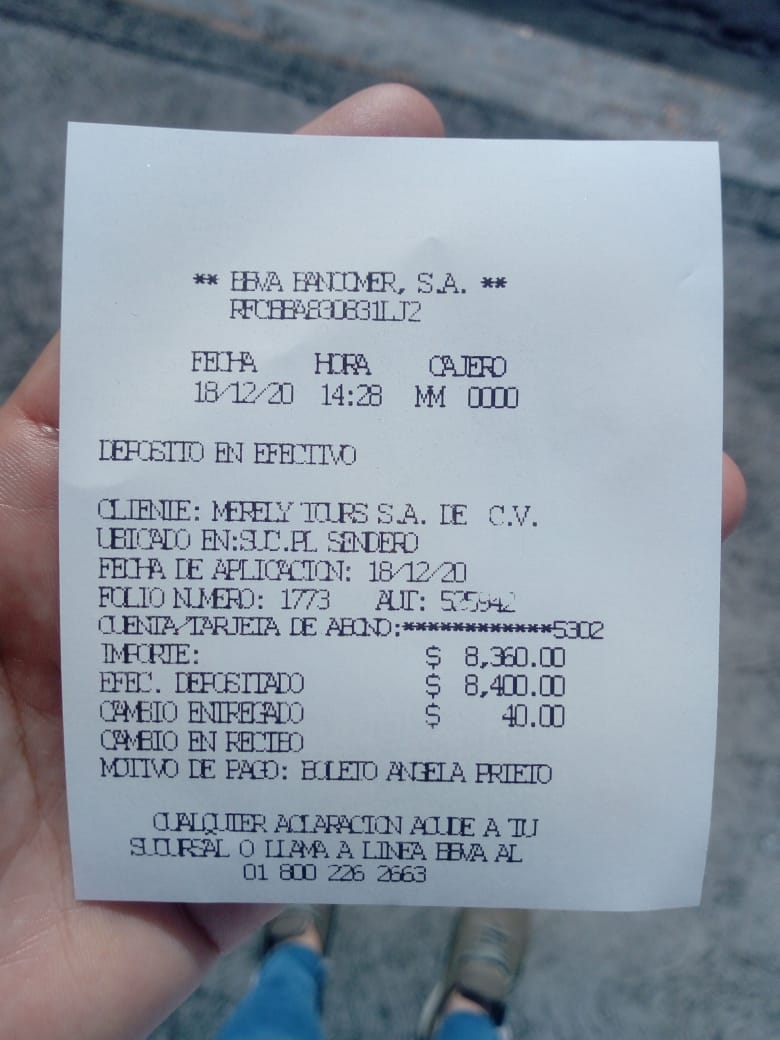 ** BBVA BANCOMER, S.A. **
RFCBBA830831LJ2
FECHA HORA CAJERO
18/12/20 14:28 MM 0000
DEPOSITO EN EFECTIVO
CLIENTE: MERELY TOURS S.A. DE C.V.
UBICADO EN:SUC.PL SENDERO
FECHA DE APLICACION: 18/12/20
FOLIO NUMERO: 1773 AUT:
CUENTA/TARJETA DE ABONO:************5302
IMPORTE: $ 8,360.00
EFEC. DEPOSITADO $ 8,400.00
CAMBIO ENTREGADO $ 40.00
CAMBIO EN RECIBO
MOTIVO DE PAGO: BOLETO ANGELA PRIETO
CUALQUIER ACLARACION ACUDE A TU
SUCURSAL O LLAMA A LINEA BBVA AL
01 800 226 2663